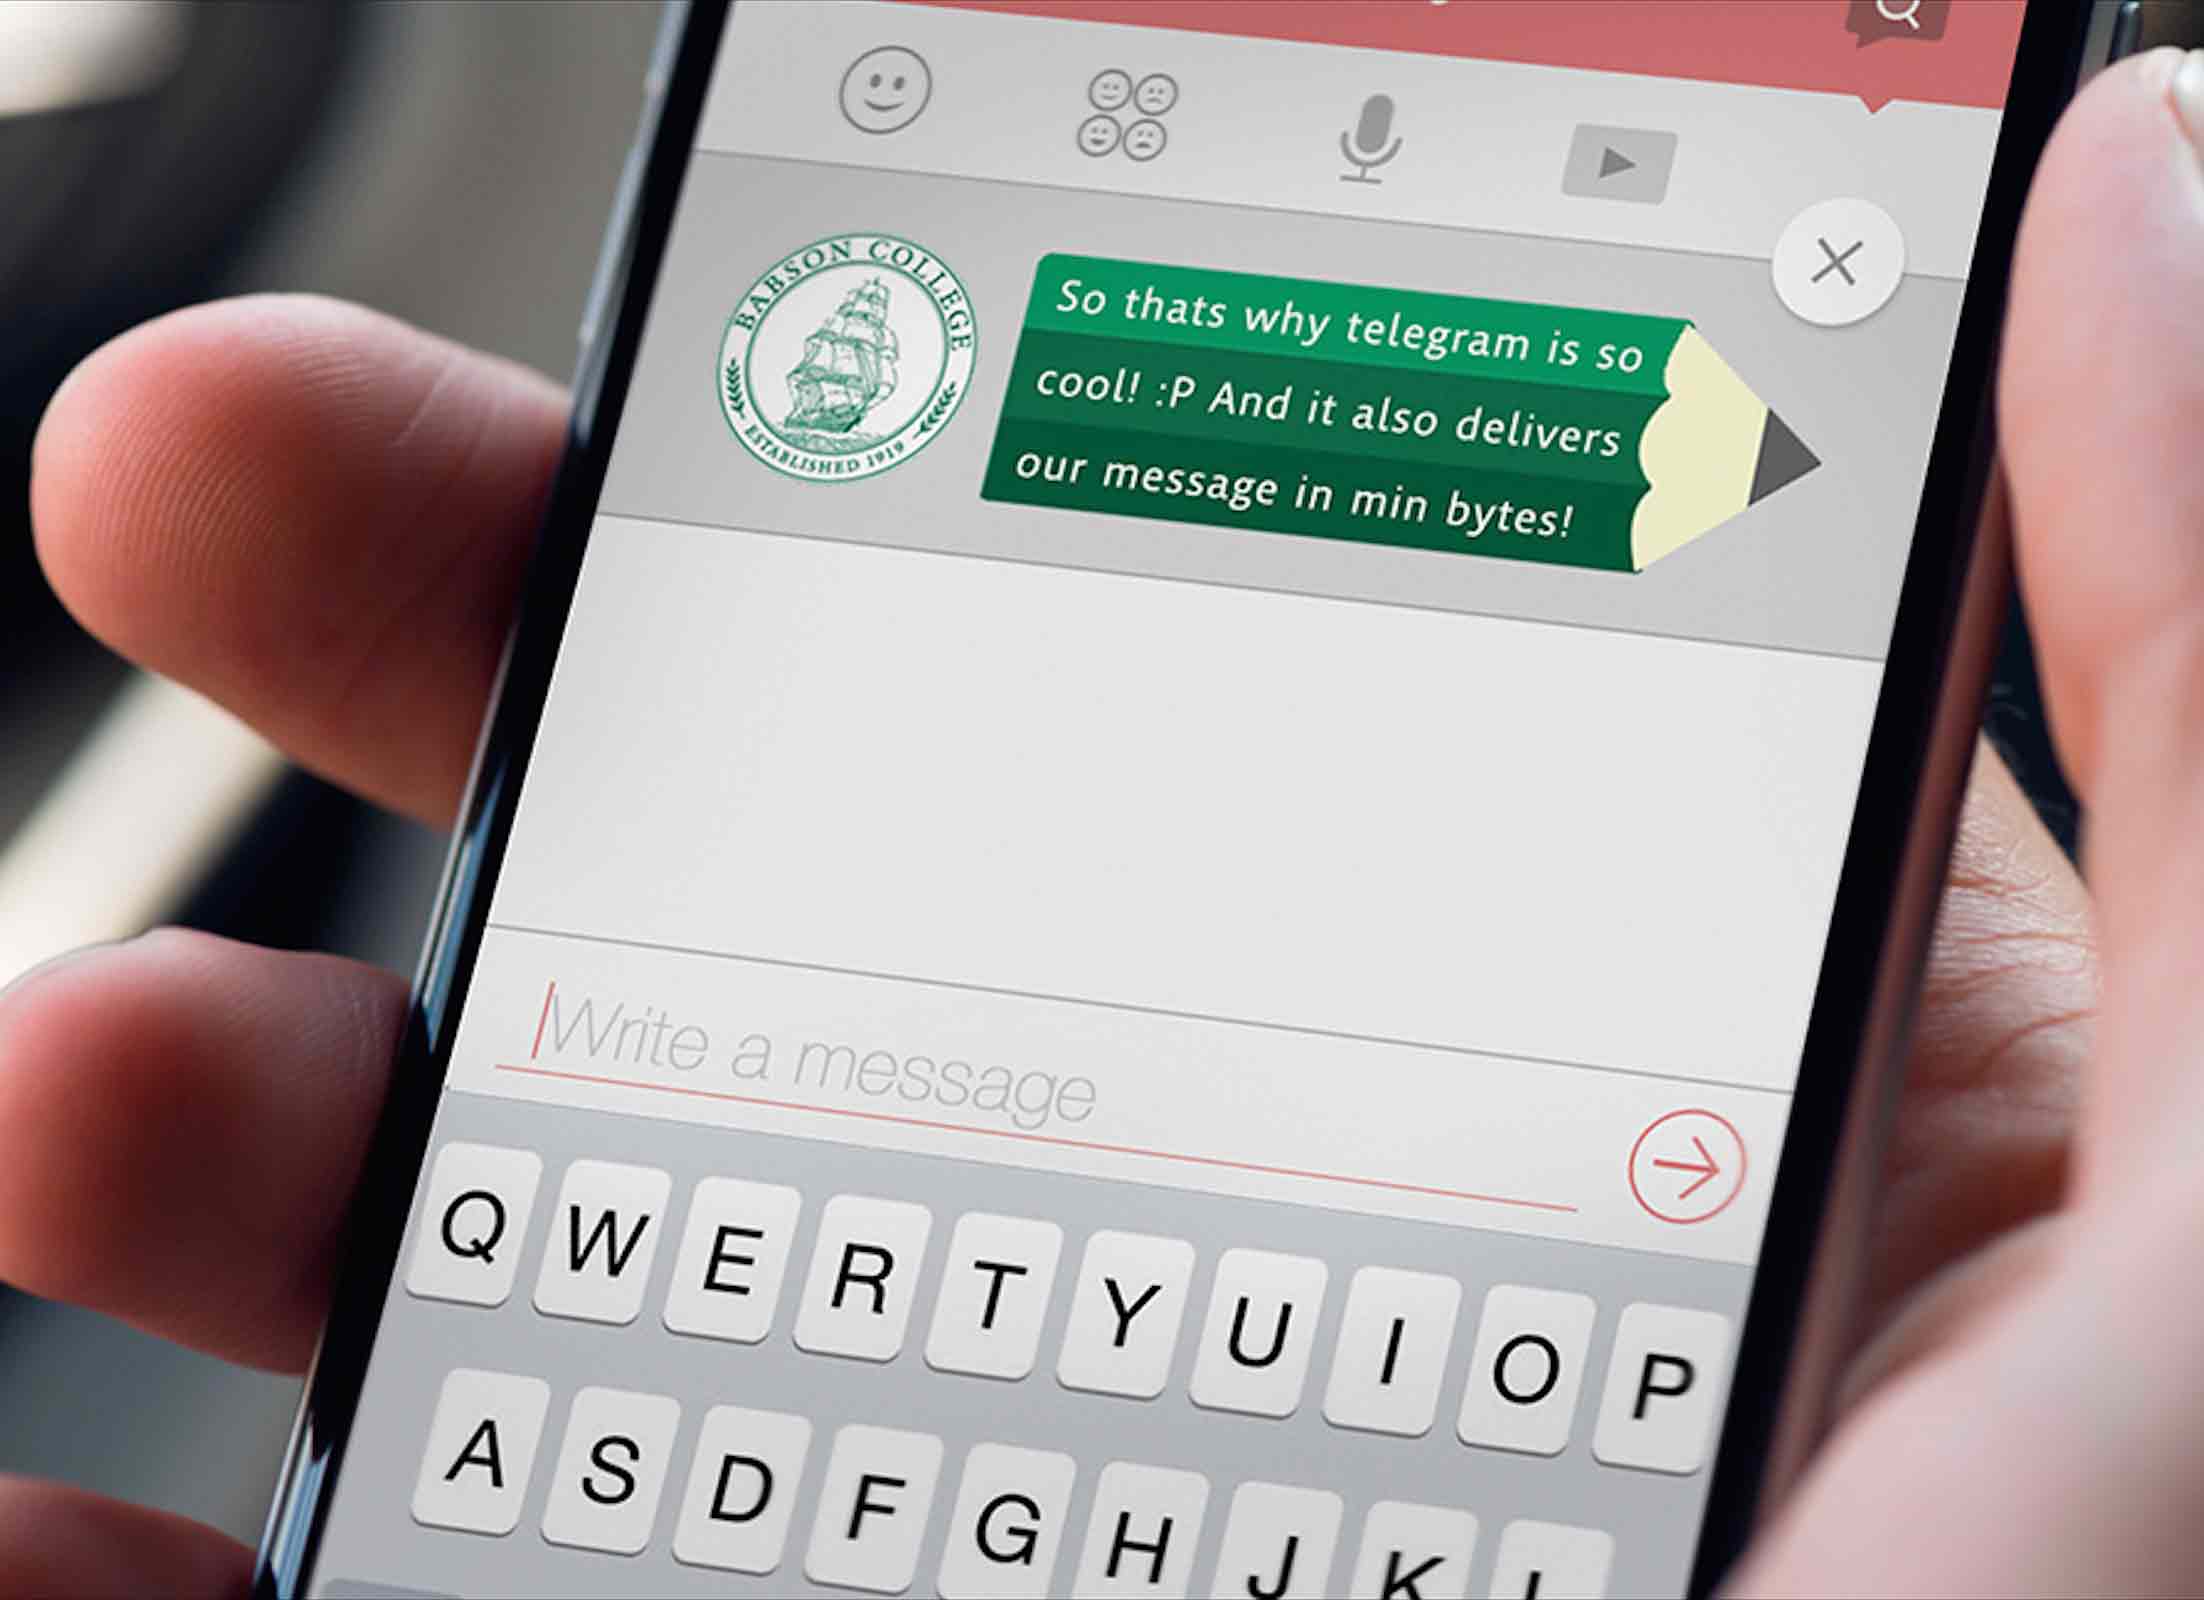 BABSON COLLEGE
ESTABLISHED 1919
So thats why telegram is so
cool! :P And it also delivers
our message in min bytes!
Write a message
Q W E R T Y U I O P
A S D F G H J K L